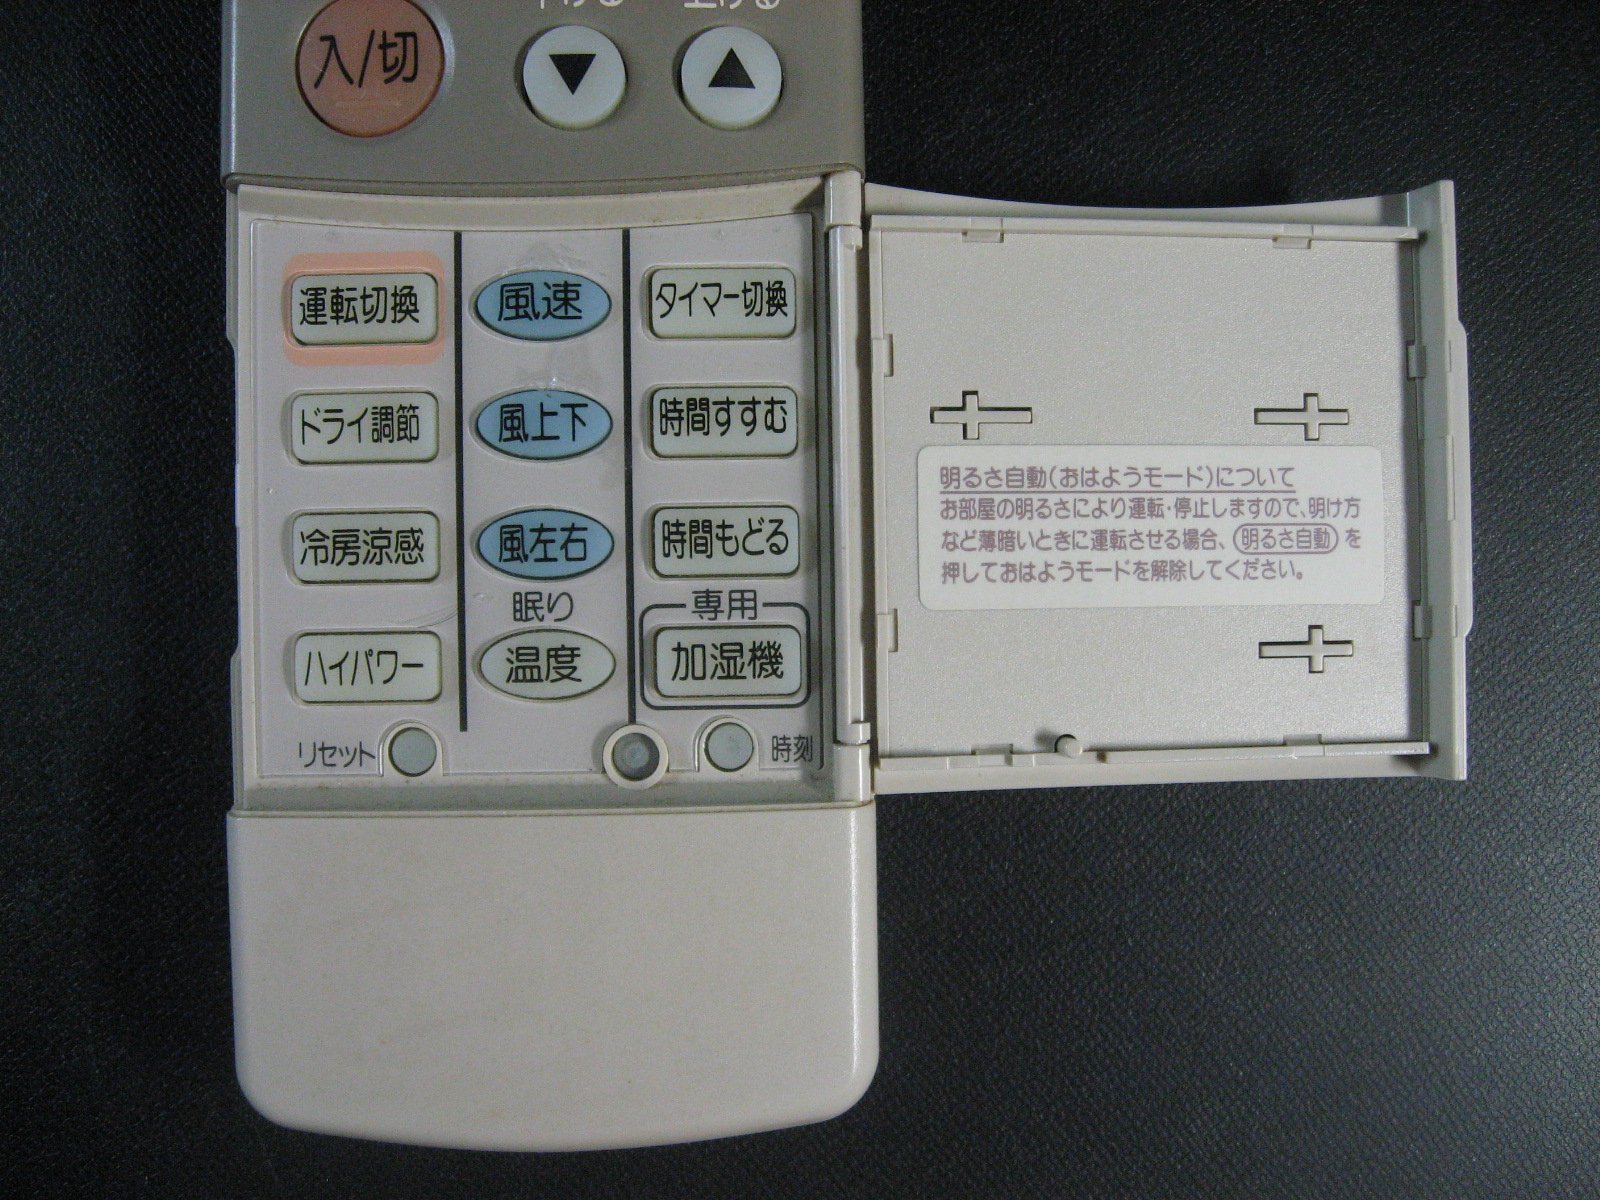 下げる 上げる
入/切
運転切換 風速 タイマー切換
ドライ調節 風上下 時間すすむ
冷房涼感 風左右 時間もどる
眠り 専用
ハイパワー 温度 加湿機
リセット 時刻
明るさ自動(おはようモード)について
お部屋の明るさにより運転・停止しますので、明け方
など薄暗いときに運転させる場合、明るさ自動を
押しておはようモードを解除してください。